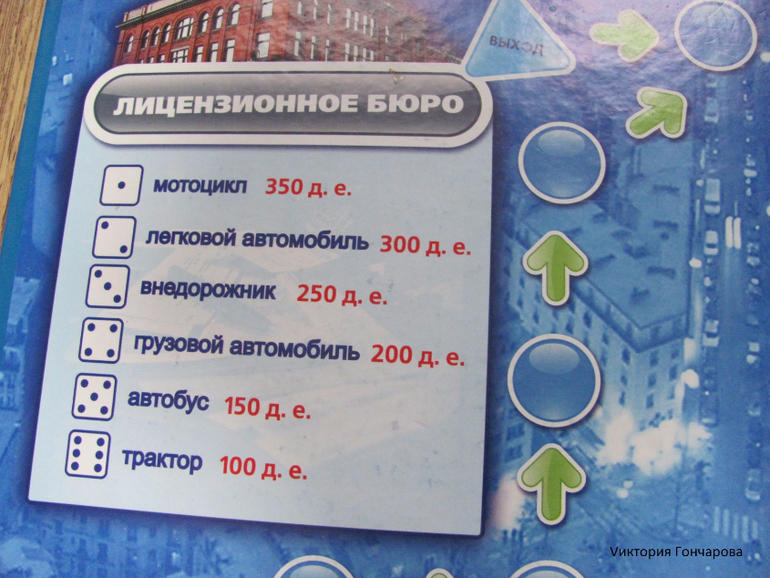 ВЫХОД
ЛИЦЕНЗИОННОЕ БЮРО
мотоцикл 350 д. е.
легковой автомобиль 300 д. е.
внедорожник 250 д. е.
грузовой автомобиль 200 д. е.
автобус 150 д. е.
трактор 100 д. е.
Виктория Гончарова